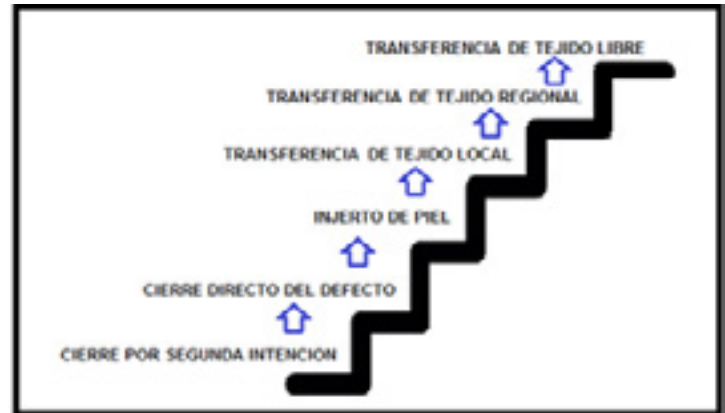 TRANSFERENCIA DE TEJIDO LIBRE
TRANSFERENCIA DE TEJIDO REGIONAL
TRANSFERENCIA DE TEJIDO LOCAL
INJERTO DE PIEL
CIERRE DIRECTO DEL DEFECTO
CIERRE POR SEGUNDA INTENCION